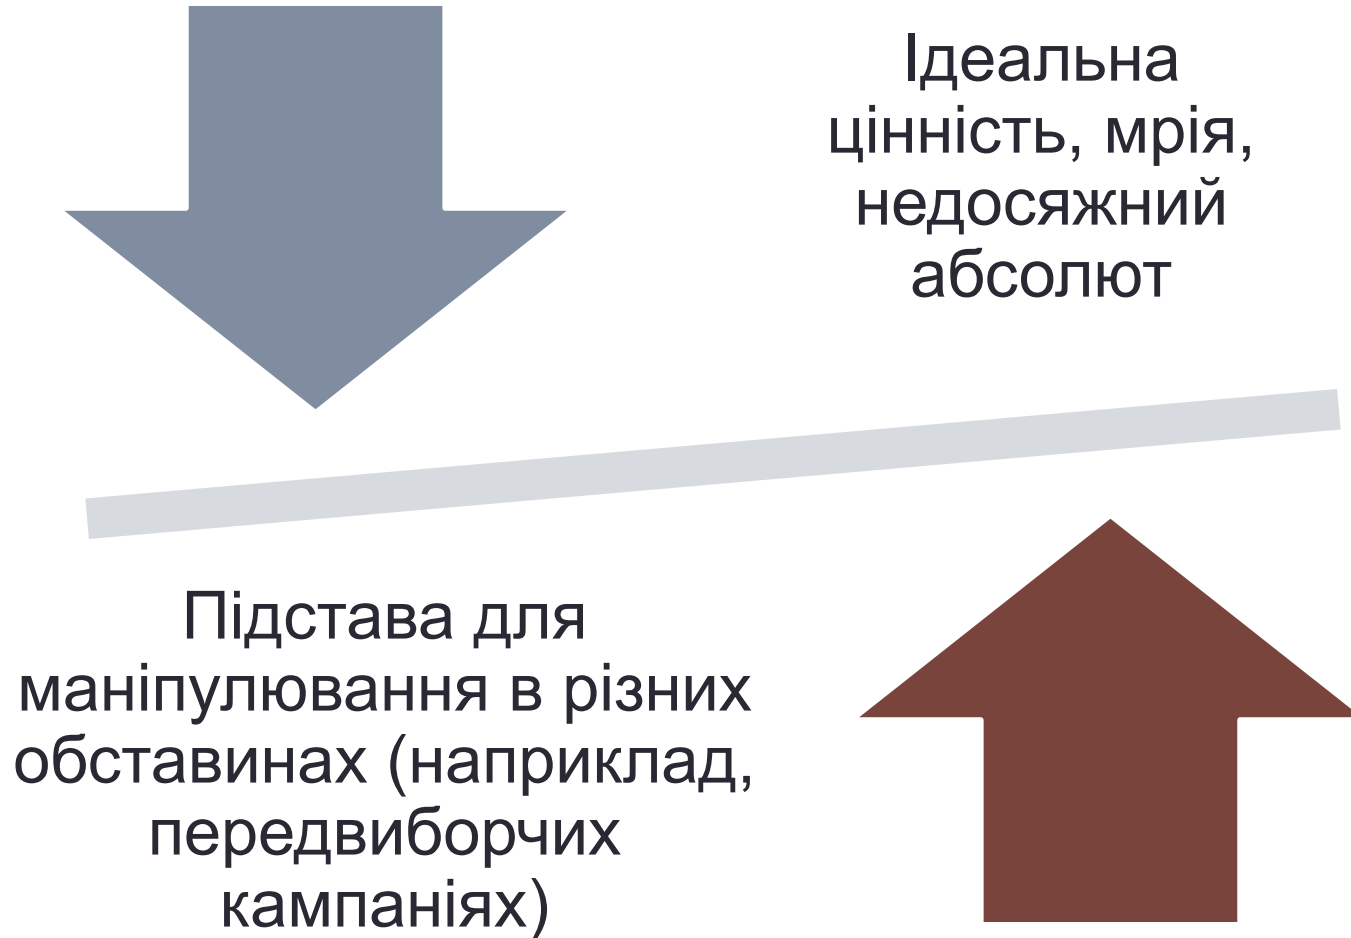 Ідеальна
цінність, мрія,
недосяжний
абсолют
Підстава для
маніпулювання в різних
обставинах (наприклад,
передвиборчих
кампаніях)